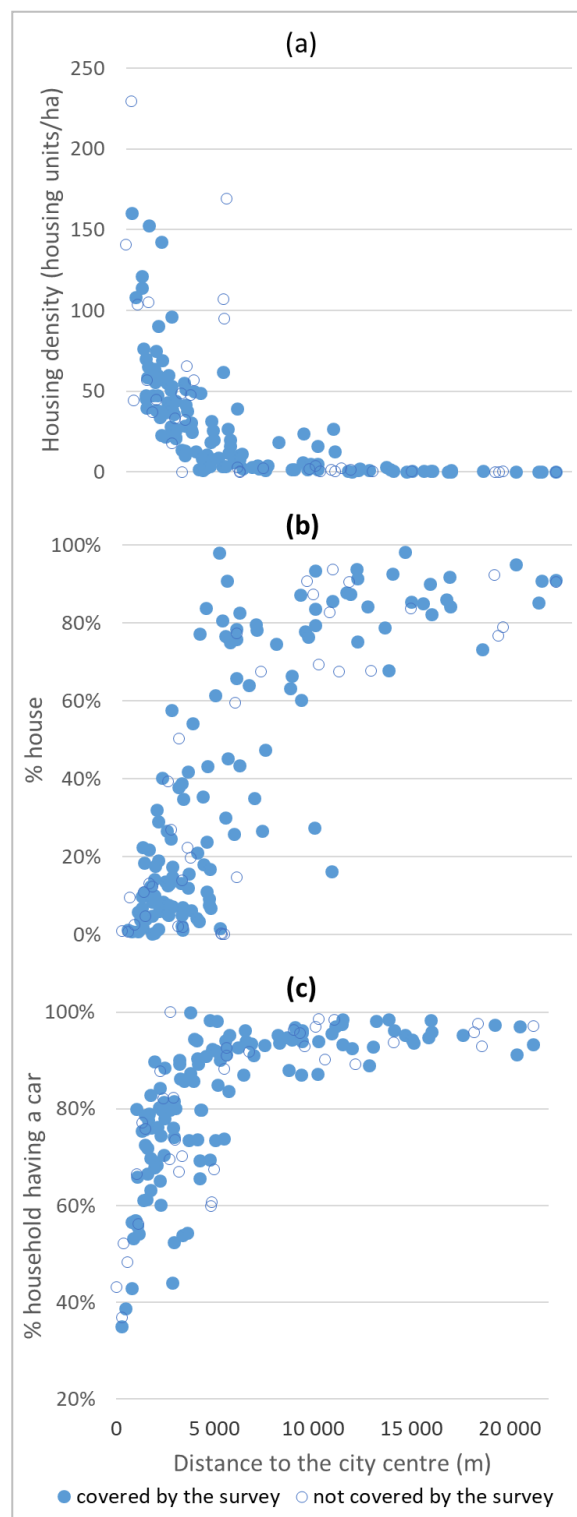 (a)
Housing density (housing units/ha)
250
200
150
100
50
0
(b)
% house
100%
80%
60%
40%
20%
0%
(c)
% household having a car
100%
80%
60%
40%
20%
0
5 000
10 000
15 000
20 000
Distance to the city centre (m)
covered by the survey
not covered by the survey